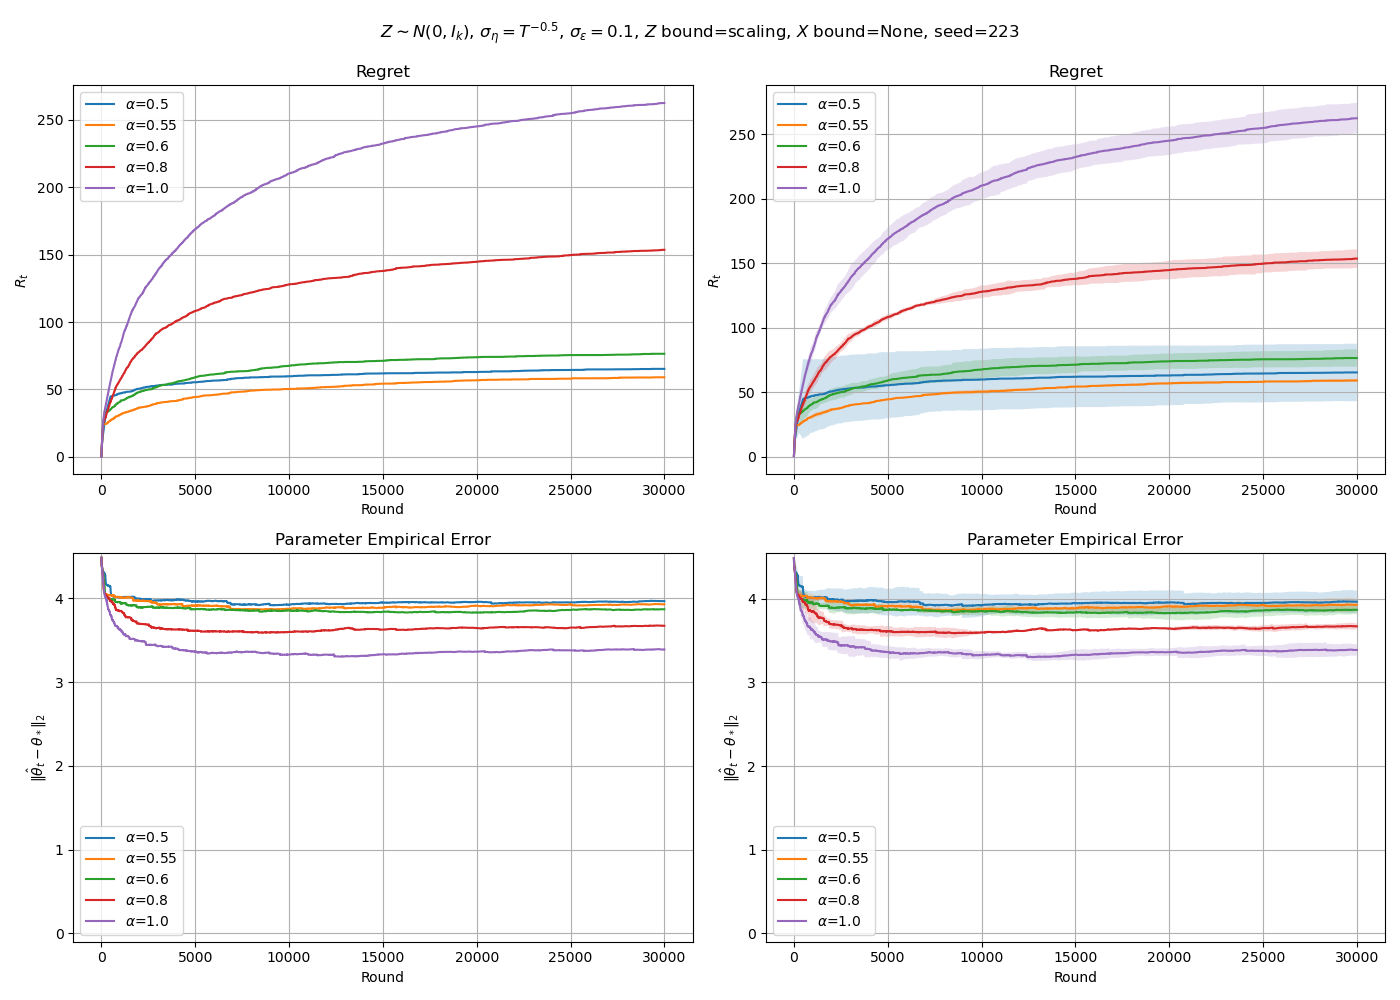 Z ∼ N(0, I_k), σ_η = T^{−0.5}, σ_ε = 0.1, Z bound=scaling, X bound=None, seed=223
Regret
R_t
250
200
150
100
50
0
α=0.5
α=0.55
α=0.6
α=0.8
α=1.0
0 5000 10000 15000 20000 25000 30000
Round
Regret
R_t
250
200
150
100
50
0
α=0.5
α=0.55
α=0.6
α=0.8
α=1.0
0 5000 10000 15000 20000 25000 30000
Round
Parameter Empirical Error
‖θ̂_t − θ_*‖_2
4
3
2
1
0
α=0.5
α=0.55
α=0.6
α=0.8
α=1.0
0 5000 10000 15000 20000 25000 30000
Round
Parameter Empirical Error
‖θ̂_t − θ_*‖_2
4
3
2
1
0
α=0.5
α=0.55
α=0.6
α=0.8
α=1.0
0 5000 10000 15000 20000 25000 30000
Round